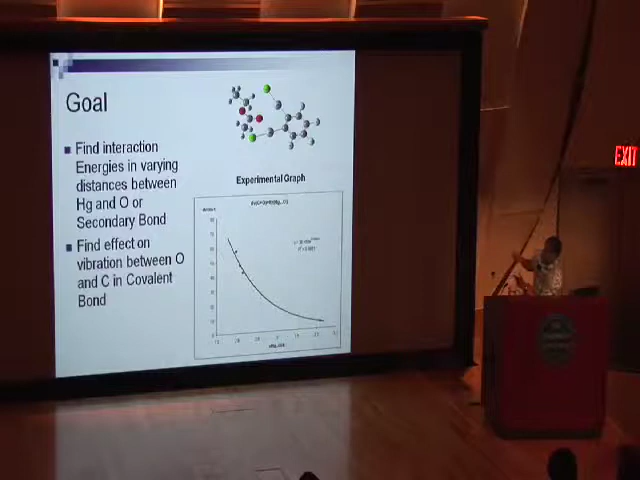 Goal
Find interaction
Energies in varying
distances between
Hg and O or
Secondary Bond
Find effect on
vibration between O
and C in Covalent
Bond
Experimental Graph
EXIT